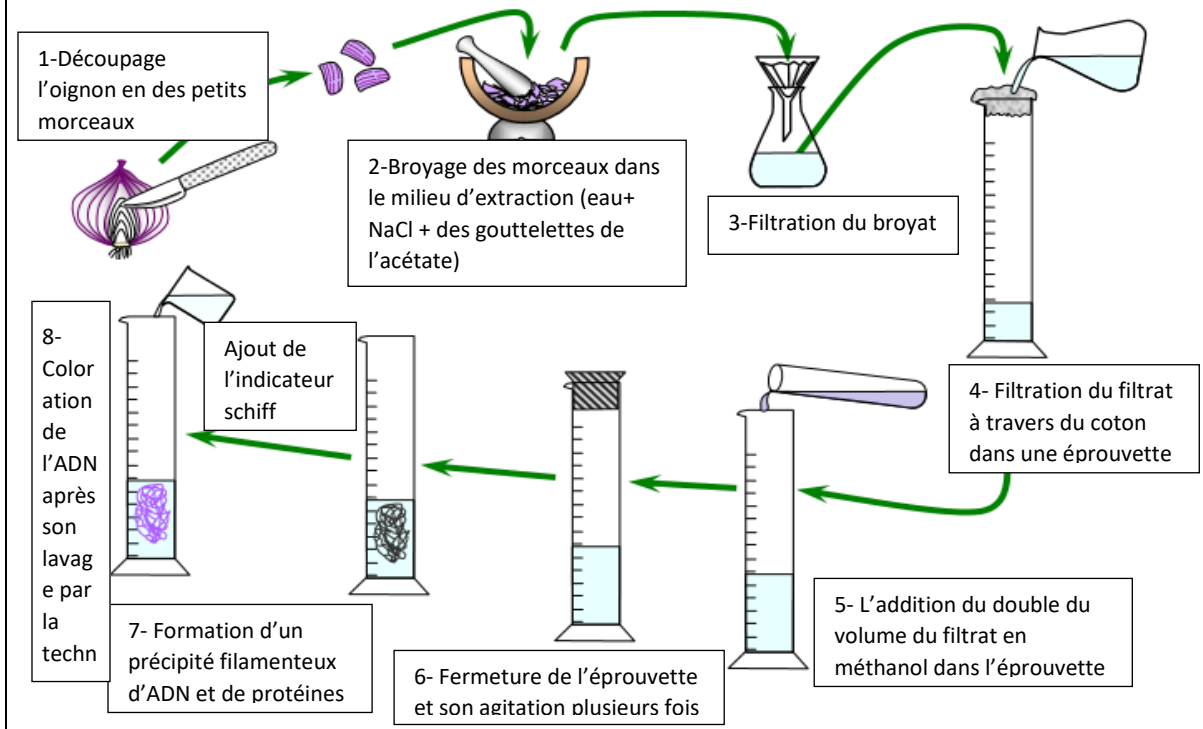 1-Découpage
l’oignon en des petits
morceaux
2-Broyage des morceaux dans
le milieu d’extraction (eau+
NaCl + des gouttelettes de
l’acétate)
3-Filtration du broyat
4- Filtration du filtrat
à travers du coton
dans une éprouvette
5- L’addition du double du
volume du filtrat en
méthanol dans l’éprouvette
6- Fermeture de l’éprouvette
et son agitation plusieurs fois
7- Formation d’un
précipité filamenteux
d’ADN et de protéines
Ajout de
l’indicateur
schiff
8-
Color
ation
de
l’ADN
après
son
lavag
e par
la
techn